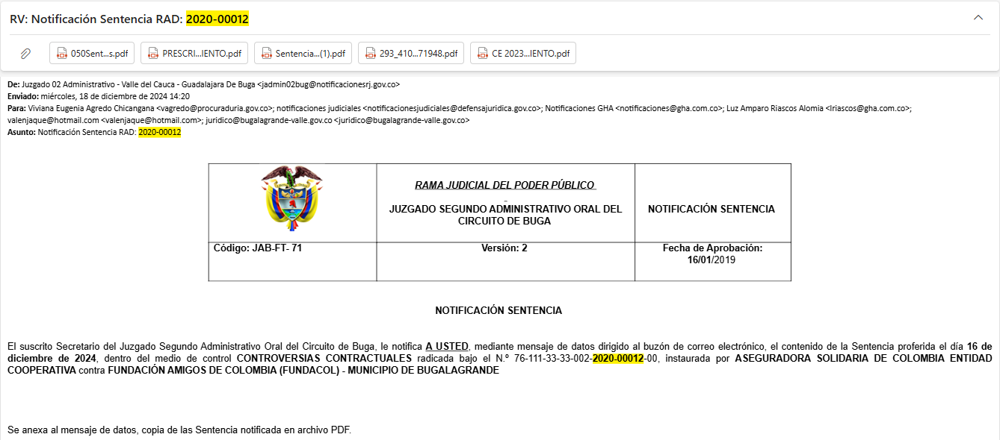 RV: Notificación Sentencia RAD: 2020-00012
050Sent...s.pdf
PRESCRI...IENTO.pdf
Sentencia...(1).pdf
293_410...71948.pdf
CE 2023...IENTO.pdf
De: Juzgado 02 Administrativo - Valle del Cauca - Guadalajara De Buga <jadmin02bug@notificacionesrj.gov.co>
Enviado: miércoles, 18 de diciembre de 2024 14:20
Para: Viviana Eugenia Agredo Chicangana <vagredo@procuraduria.gov.co>; notificaciones judiciales <notificacionesjudiciales@defensajuridica.gov.co>; Notificaciones GHA <notificaciones@gha.com.co>; Luz Amparo Riascos Alomia <lriascos@gha.com.co>;
valenjaque@hotmail.com <valenjaque@hotmail.com>; juridico@bugalagrande-valle.gov.co <juridico@bugalagrande-valle.gov.co>
Asunto: Notificación Sentencia RAD: 2020-00012
RAMA JUDICIAL DEL PODER PÚBLICO
JUZGADO SEGUNDO ADMINISTRATIVO ORAL DEL
CIRCUITO DE BUGA
NOTIFICACIÓN SENTENCIA
Código: JAB-FT- 71
Versión: 2
Fecha de Aprobación:
16/01/2019
NOTIFICACIÓN SENTENCIA
El suscrito Secretario del Juzgado Segundo Administrativo Oral del Circuito de Buga, le notifica A USTED, mediante mensaje de datos dirigido al buzón de correo electrónico, el contenido de la Sentencia proferida el día 16 de
diciembre de 2024, dentro del medio de control CONTROVERSIAS CONTRACTUALES radicada bajo el N.º 76-111-33-33-002-2020-00012-00, instaurada por ASEGURADORA SOLIDARIA DE COLOMBIA ENTIDAD
COOPERATIVA contra FUNDACIÓN AMIGOS DE COLOMBIA (FUNDACOL) - MUNICIPIO DE BUGALAGRANDE
Se anexa al mensaje de datos, copia de las Sentencia notificada en archivo PDF.